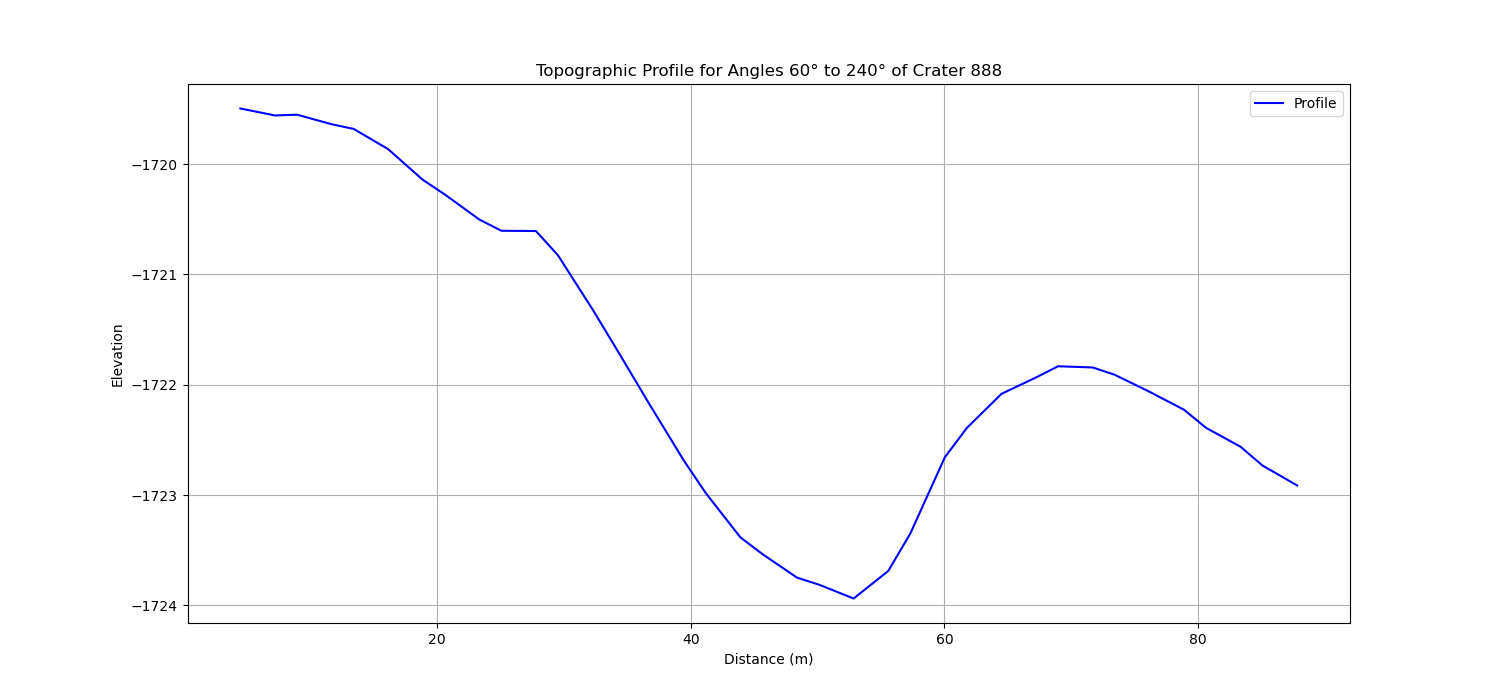 Topographic Profile for Angles 60° to 240° of Crater 888
Profile
−1720
−1721
−1722
−1723
−1724
Elevation
20
40
60
80
Distance (m)